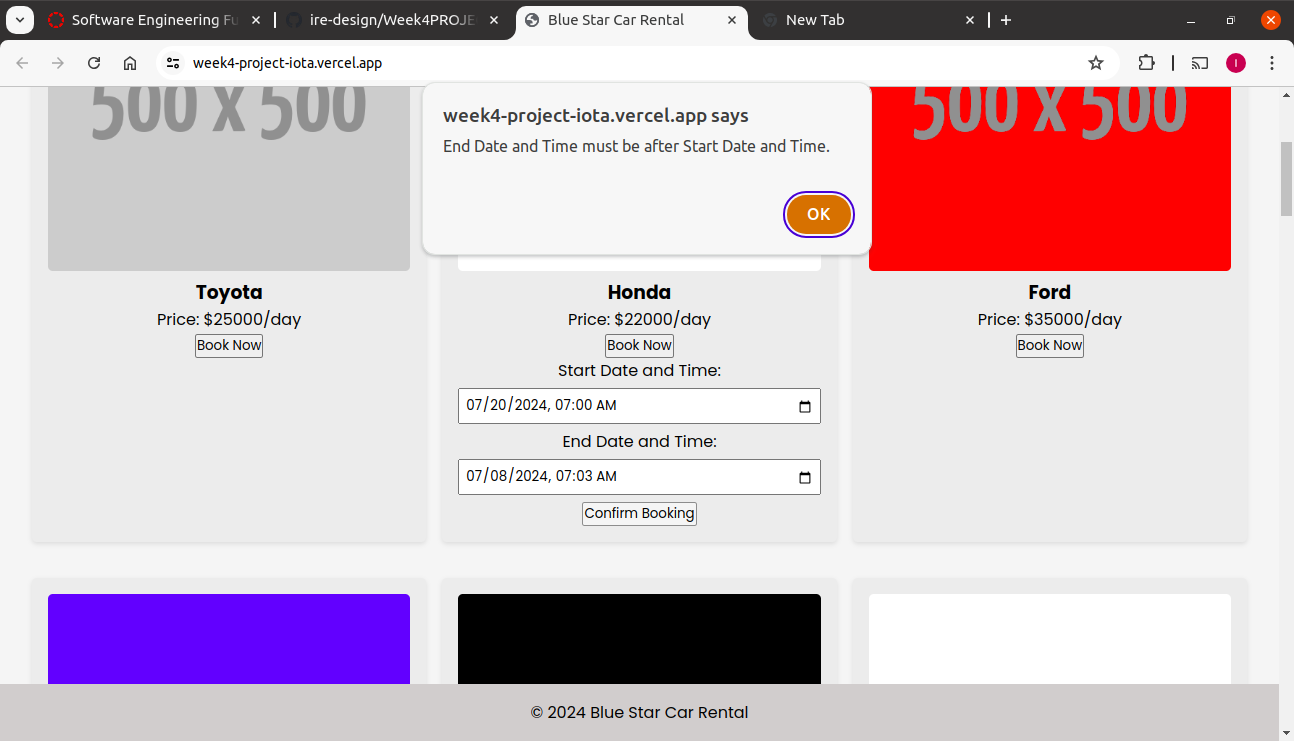 Software Engineering Fu
ire-design/Week4PROJE
Blue Star Car Rental
New Tab
week4-project-iota.vercel.app
I
500 x 500
500 x 500
week4-project-iota.vercel.app says
End Date and Time must be after Start Date and Time.
OK
Toyota
Price: $25000/day
Book Now
Honda
Price: $22000/day
Book Now
Start Date and Time:
07/20/2024, 07:00 AM
End Date and Time:
07/08/2024, 07:03 AM
Confirm Booking
Ford
Price: $35000/day
Book Now
© 2024 Blue Star Car Rental